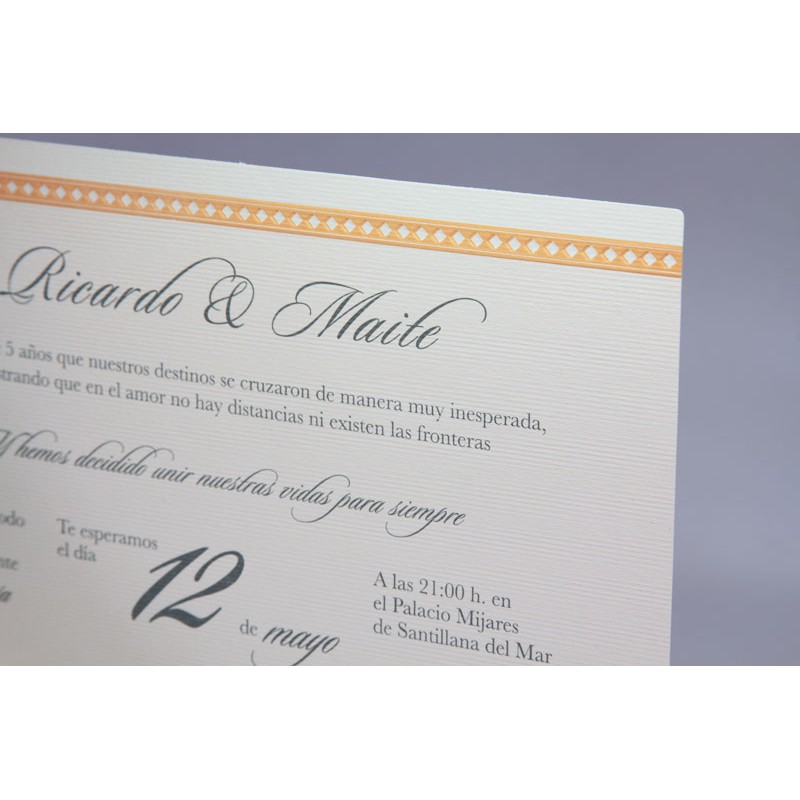 Ricardo & Maite
5 años que nuestros destinos se cruzaron de manera muy inesperada,
strando que en el amor no hay distancias ni existen las fronteras
Y hemos decidido unir nuestras vidas para siempre
odo
nte
ía
Te esperamos
el día
12
de mayo
A las 21:00 h. en
el Palacio Mijares
de Santillana del Mar